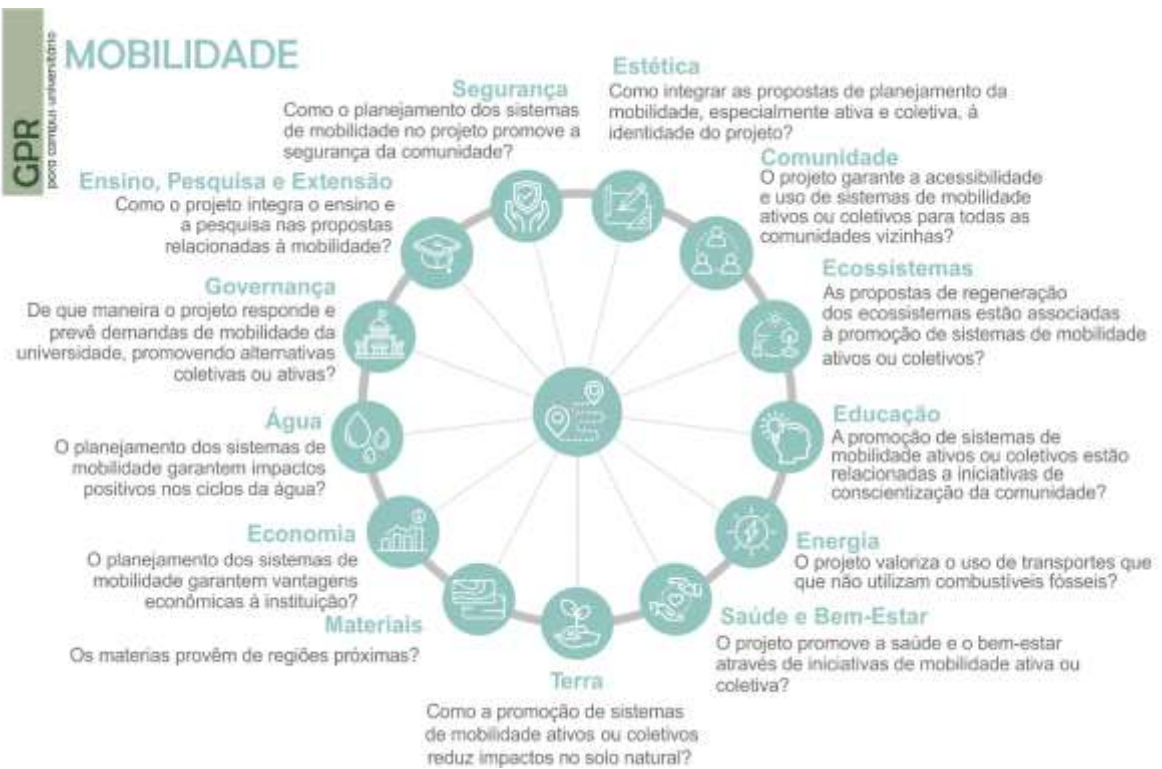 GPR
para campus universitário
MOBILIDADE
Segurança
Como o planejamento dos sistemas
de mobilidade no projeto promove a
segurança da comunidade?
Estética
Como integrar as propostas de planejamento da
mobilidade, especialmente ativa e coletiva, à
identidade do projeto?
Comunidade
O projeto garante a acessibilidade
e uso de sistemas de mobilidade
ativos ou coletivos para todas as
comunidades vizinhas?
Ecossistemas
As propostas de regeneração
dos ecossistemas estão associadas
à promoção de sistemas de mobilidade
ativos ou coletivos?
Educação
A promoção de sistemas de
mobilidade ativos ou coletivos estão
relacionadas a iniciativas de
conscientização da comunidade?
Energia
O projeto valoriza o uso de transportes que
que não utilizam combustíveis fósseis?
Saúde e Bem-Estar
O projeto promove a saúde e o bem-estar
através de iniciativas de mobilidade ativa ou
coletiva?
Terra
Como a promoção de sistemas
de mobilidade ativos ou coletivos
reduz impactos no solo natural?
Materiais
Os materias provêm de regiões próximas?
Economia
O planejamento dos sistemas de
mobilidade garantem vantagens
econômicas à instituição?
Água
O planejamento dos sistemas de
mobilidade garantem impactos
positivos nos ciclos da água?
Governança
De que maneira o projeto responde e
prevê demandas de mobilidade da
universidade, promovendo alternativas
coletivas ou ativas?
Ensino, Pesquisa e Extensão
Como o projeto integra o ensino e
a pesquisa nas propostas
relacionadas à mobilidade?